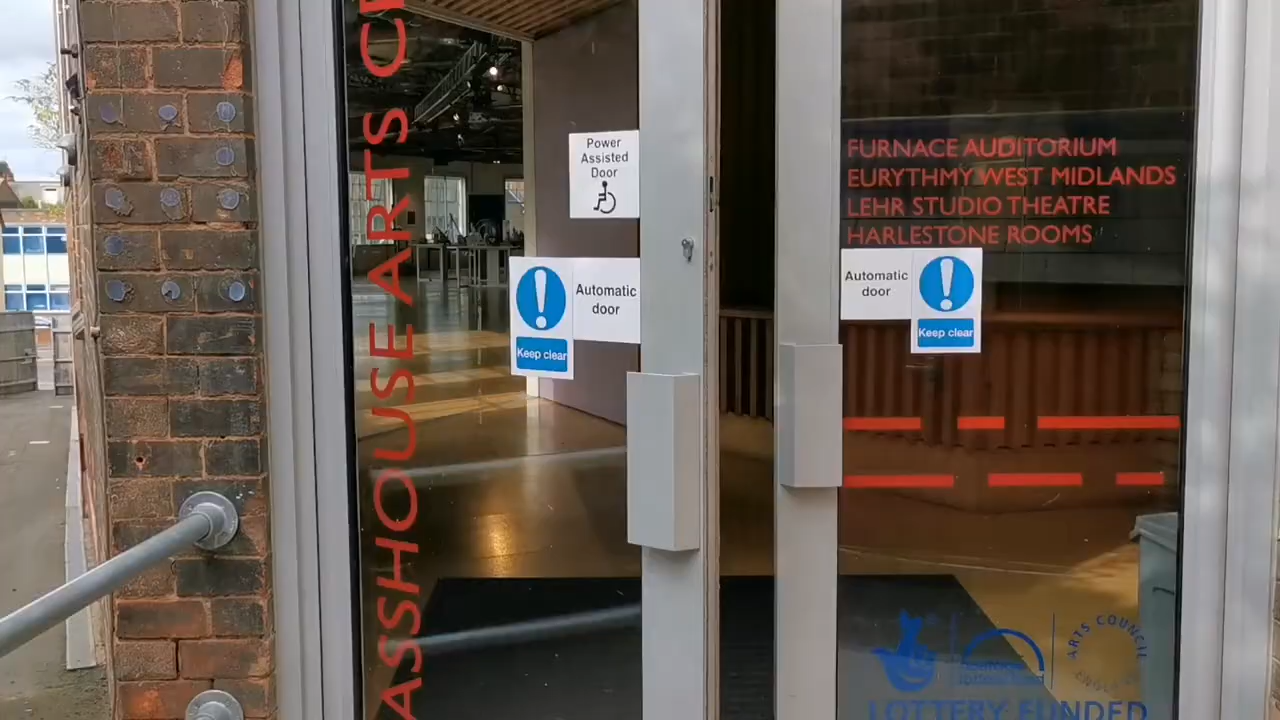 ASSHOUSE ARTS C
Power
Assisted
Door
Keep clear
Automatic
door
FURNACE AUDITORIUM
EURYTHMY WEST MIDLANDS
LEHR STUDIO THEATRE
HARLESTONE ROOMS
Automatic
door
Keep clear
ARTS COUNCIL
LOTTERY FUNDED